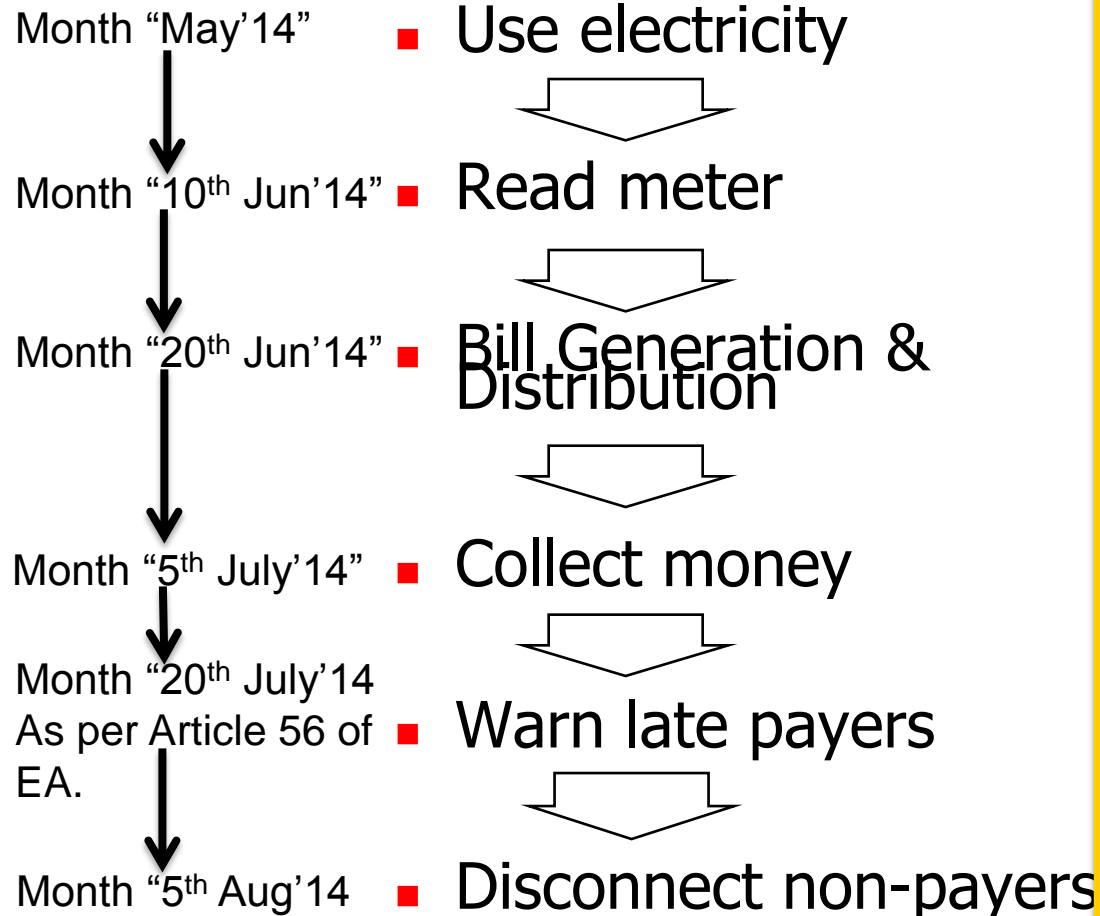 Month “May’14” ▪ Use electricity
Month “10th Jun’14” ▪ Read meter
Month “20th Jun’14” ▪ Bill Generation &
Distribution
Month “5th July’14” ▪ Collect money
Month “20th July’14
As per Article 56 of ▪ Warn late payers
EA.
Month “5th Aug’14 ▪ Disconnect non-payers